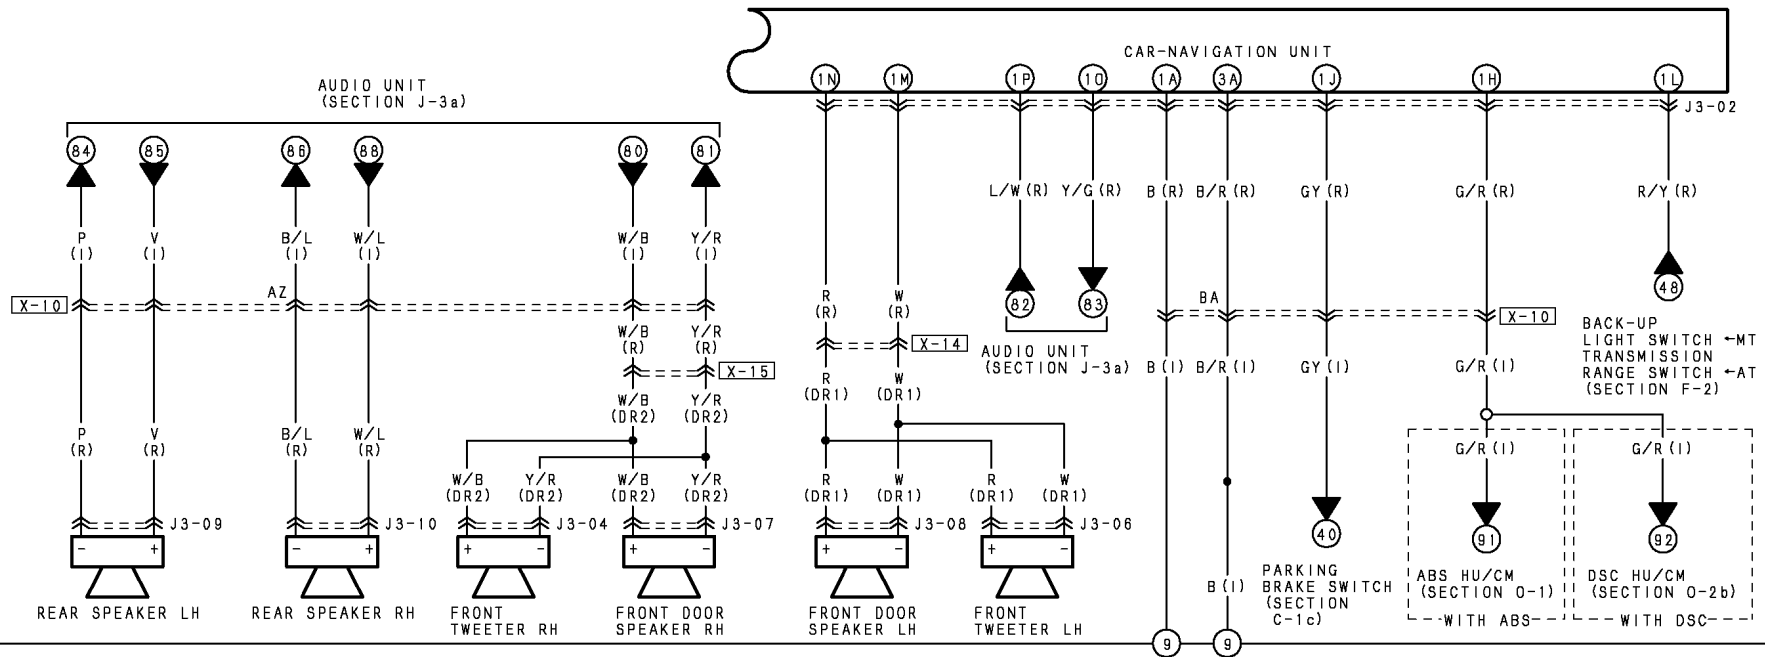 CAR-NAVIGATION UNIT
1N 1M 1P 1O 1A 3A 1J 1H 1L
J3-02
AUDIO UNIT
(SECTION J-3a)
84 85 86 88 80 81
L/W (R) Y/G (R) B (R) B/R (R) GY (R) G/R (R) R/Y (R)
P V B/L W/L W/B Y/R
(I) (I) (I) (I) (I) (I)
X-10 AZ
R W
(R) (R)
82 83 BA 48
X-10
W/B Y/R
(R) (R)
X-14
X-15
AUDIO UNIT
(SECTION J-3a)
B (I) B/R (I) GY (I) G/R (I)
BACK-UP
LIGHT SWITCH ←MT
TRANSMISSION
RANGE SWITCH ←AT
(SECTION F-2)
R W
(DR1) (DR1)
W/B Y/R
(DR2) (DR2)
P V B/L W/L
(R) (R) (R) (R)
G/R (I) G/R (I)
W/B Y/R W/B Y/R R W R W
(DR2) (DR2) (DR2) (DR2) (DR1) (DR1) (DR1) (DR1)
J3-09 J3-10 J3-04 J3-07 J3-08 J3-06
40 91 92
- + - + + - + - + - + -
B (I)
PARKING
BRAKE SWITCH
(SECTION
C-1c)
ABS HU/CM
(SECTION O-1)
DSC HU/CM
(SECTION O-2b)
REAR SPEAKER LH
REAR SPEAKER RH
FRONT
TWEETER RH
FRONT DOOR
SPEAKER RH
FRONT DOOR
SPEAKER LH
FRONT
TWEETER LH
WITH ABS
WITH DSC
9 9